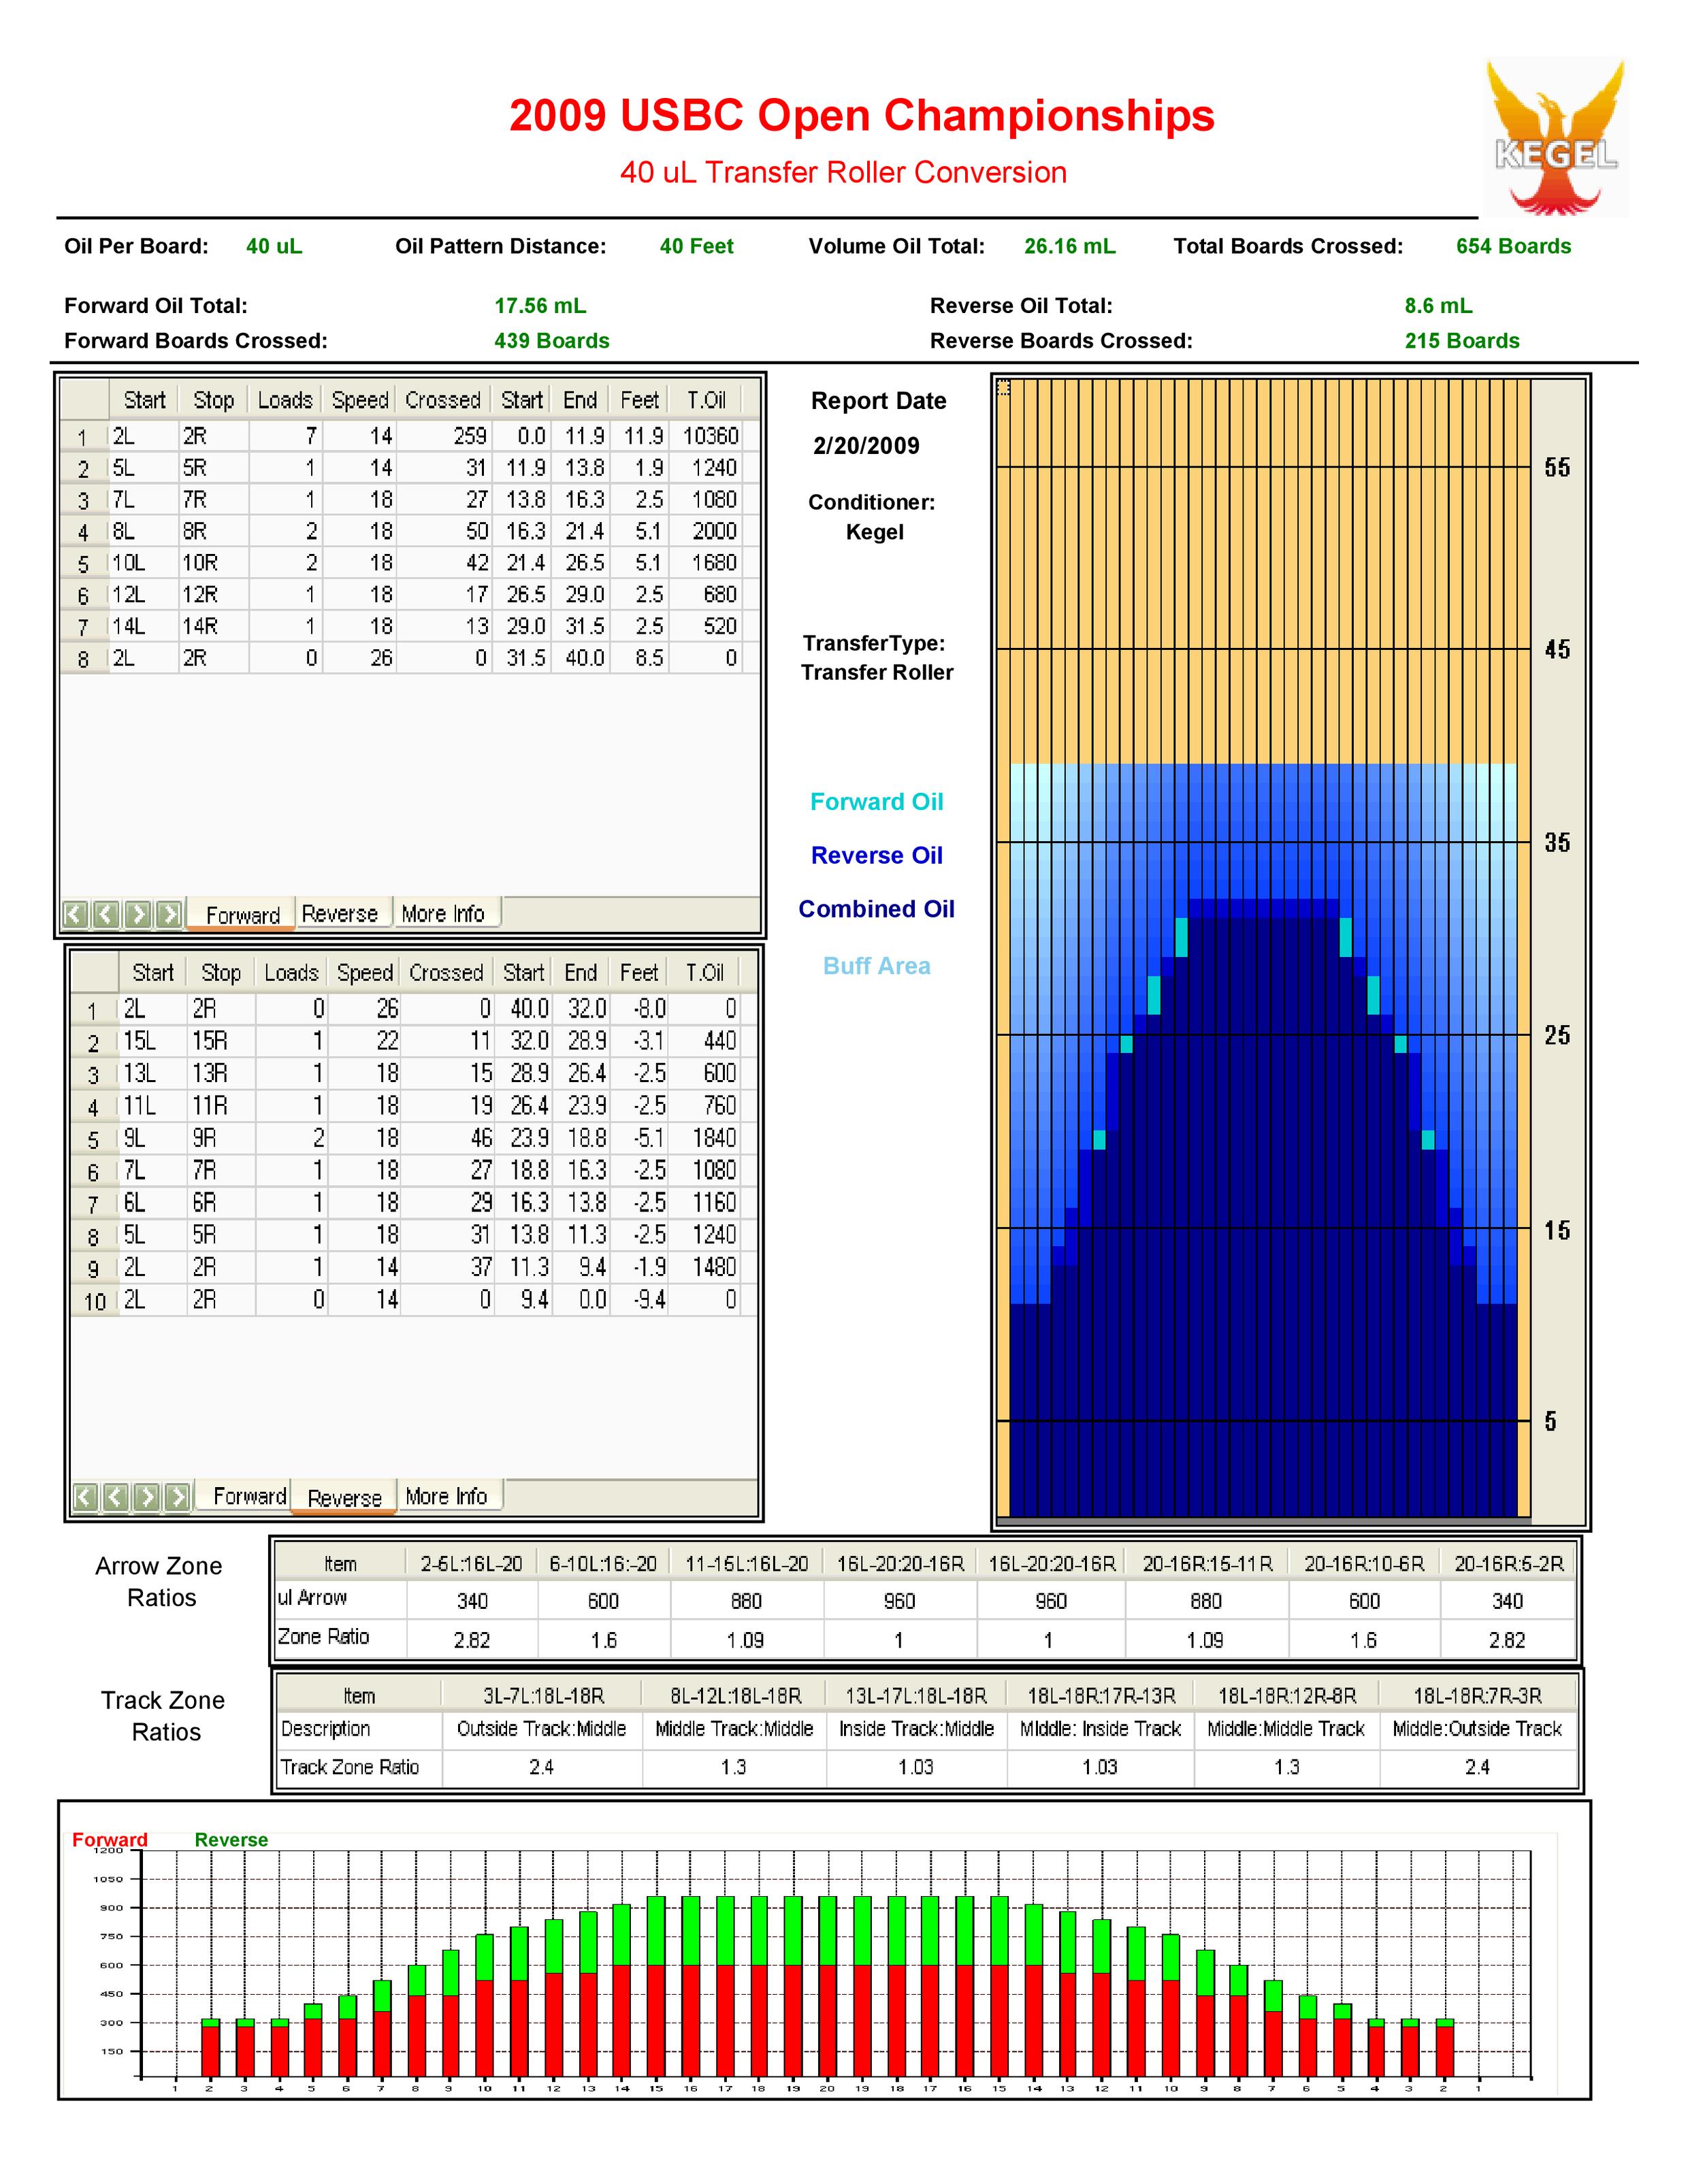 2009 USBC Open Championships
40 uL Transfer Roller Conversion
KEGEL
Oil Per Board: 40 uL Oil Pattern Distance: 40 Feet Volume Oil Total: 26.16 mL Total Boards Crossed: 654 Boards
Forward Oil Total: 17.56 mL Reverse Oil Total: 8.6 mL
Forward Boards Crossed: 439 Boards Reverse Boards Crossed: 215 Boards
Start Stop Loads Speed Crossed Start End Feet T.Oil
1 2L 2R 7 14 259 0.0 11.9 11.9 10360
2 5L 5R 1 14 31 11.9 13.8 1.9 1240
3 7L 7R 1 18 27 13.8 16.3 2.5 1080
4 8L 8R 2 18 50 16.3 21.4 5.1 2000
5 10L 10R 2 18 42 21.4 26.5 5.1 1680
6 12L 12R 1 18 17 26.5 29.0 2.5 680
7 14L 14R 1 18 13 29.0 31.5 2.5 520
8 2L 2R 0 26 0 31.5 40.0 8.5 0
Forward Reverse More Info
Start Stop Loads Speed Crossed Start End Feet T.Oil
1 2L 2R 0 26 0 40.0 32.0 -8.0 0
2 15L 15R 1 22 11 32.0 28.9 -3.1 440
3 13L 13R 1 18 15 28.9 26.4 -2.5 600
4 11L 11R 1 18 19 26.4 23.9 -2.5 760
5 9L 9R 2 18 46 23.9 18.8 -5.1 1840
6 7L 7R 1 18 27 18.8 16.3 -2.5 1080
7 6L 6R 1 18 29 16.3 13.8 -2.5 1160
8 5L 5R 1 18 31 13.8 11.3 -2.5 1240
9 2L 2R 1 14 37 11.3 9.4 -1.9 1480
10 2L 2R 0 14 0 9.4 0.0 -9.4 0
Forward Reverse More Info
Report Date
2/20/2009
Conditioner:
Kegel
TransferType:
Transfer Roller
Forward Oil
Reverse Oil
Combined Oil
Buff Area
55
45
35
25
15
5
Arrow Zone
Ratios
Item 2-5L:16L-20 6-10L:16:-20 11-15L:16L-20 16L-20:20-16R 16L-20:20-16R 20-16R:15-11R 20-16R:10-6R 20-16R:5-2R
ul Arrow 340 600 880 960 960 880 600 340
Zone Ratio 2.82 1.6 1.09 1 1 1.09 1.6 2.82
Track Zone
Ratios
Item 3L-7L:18L-18R 8L-12L:18L-18R 13L-17L:18L-18R 18L-18R:17R-13R 18L-18R:12R-8R 18L-18R:7R-3R
Description Outside Track:Middle Middle Track:Middle Inside Track:Middle MIddle: Inside Track Middle:Middle Track Middle:Outside Track
Track Zone Ratio 2.4 1.3 1.03 1.03 1.3 2.4
Forward Reverse
1200
1050
900
750
600
450
300
150
1 2 3 4 5 6 7 8 9 10 11 12 13 14 15 16 17 18 19 20 19 18 17 16 15 14 13 12 11 10 9 8 7 6 5 4 3 2 1